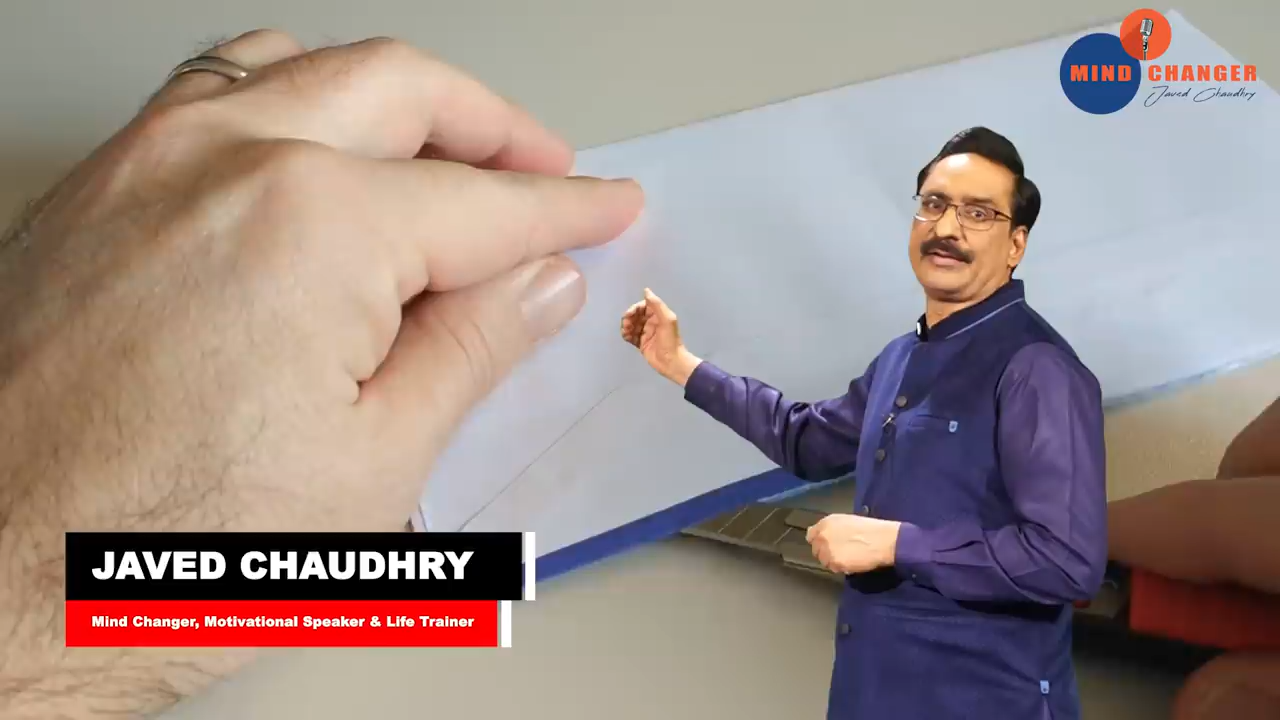 MIND CHANGER
Javed Chaudhry
JAVED CHAUDHRY
Mind Changer, Motivational Speaker & Life Trainer